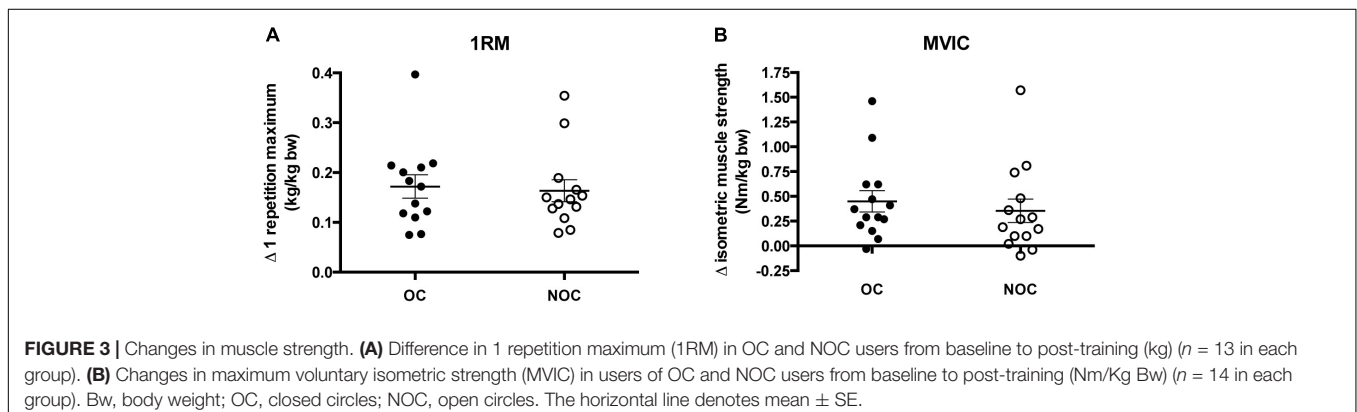 A
1RM
Δ 1 repetition maximum
(kg/kg bw)
0.4
0.3
0.2
0.1
0.0
OC
NOC
B
MVIC
Δ isometric muscle strength
(Nm/kg bw)
1.75
1.50
1.25
1.00
0.75
0.50
0.25
0.00
-0.25
OC
NOC
FIGURE 3 | Changes in muscle strength. (A) Difference in 1 repetition maximum (1RM) in OC and NOC users from baseline to post-training (kg) (n = 13 in each
group). (B) Changes in maximum voluntary isometric strength (MVIC) in users of OC and NOC users from baseline to post-training (Nm/Kg Bw) (n = 14 in each
group). Bw, body weight; OC, closed circles; NOC, open circles. The horizontal line denotes mean ± SE.